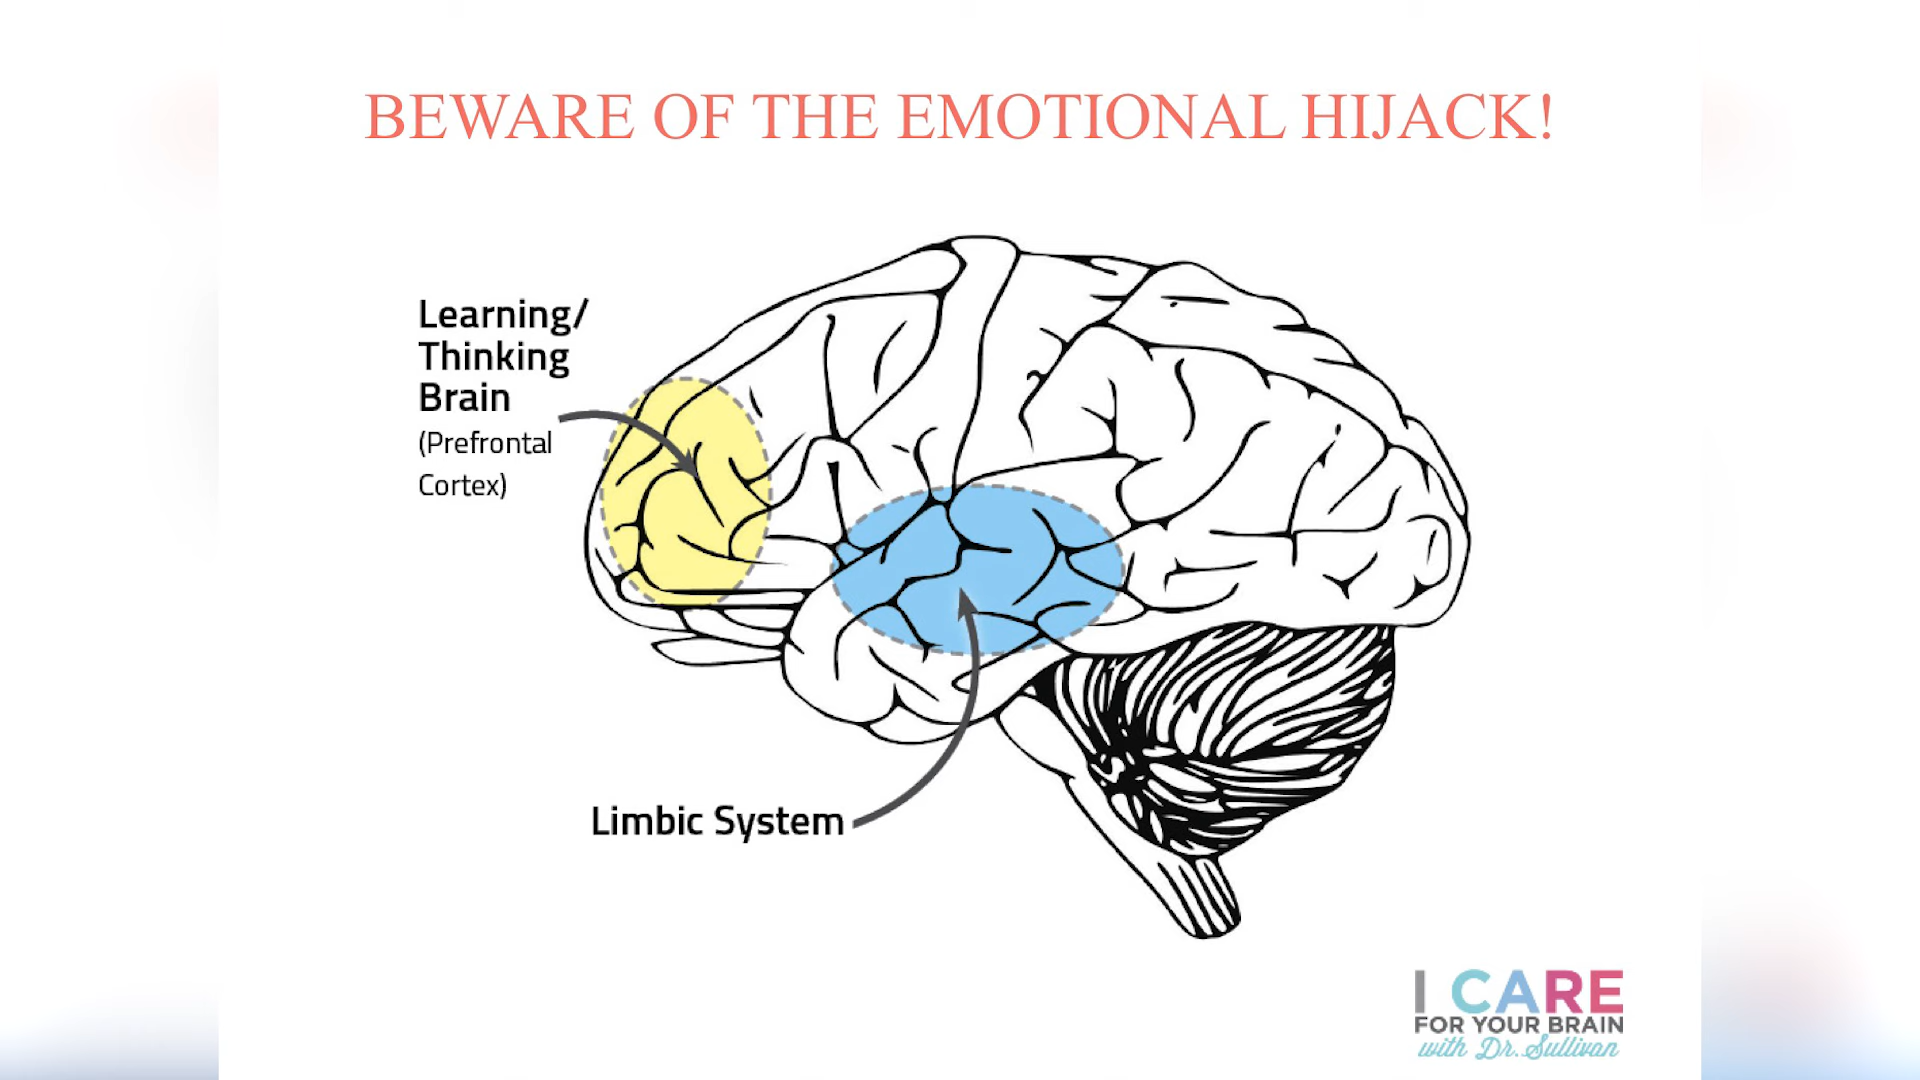 BEWARE OF THE EMOTIONAL HIJACK!
Learning/
Thinking
Brain
(Prefrontal
Cortex)
Limbic System
I CARE
FOR YOUR BRAIN
with Dr. Sullivan